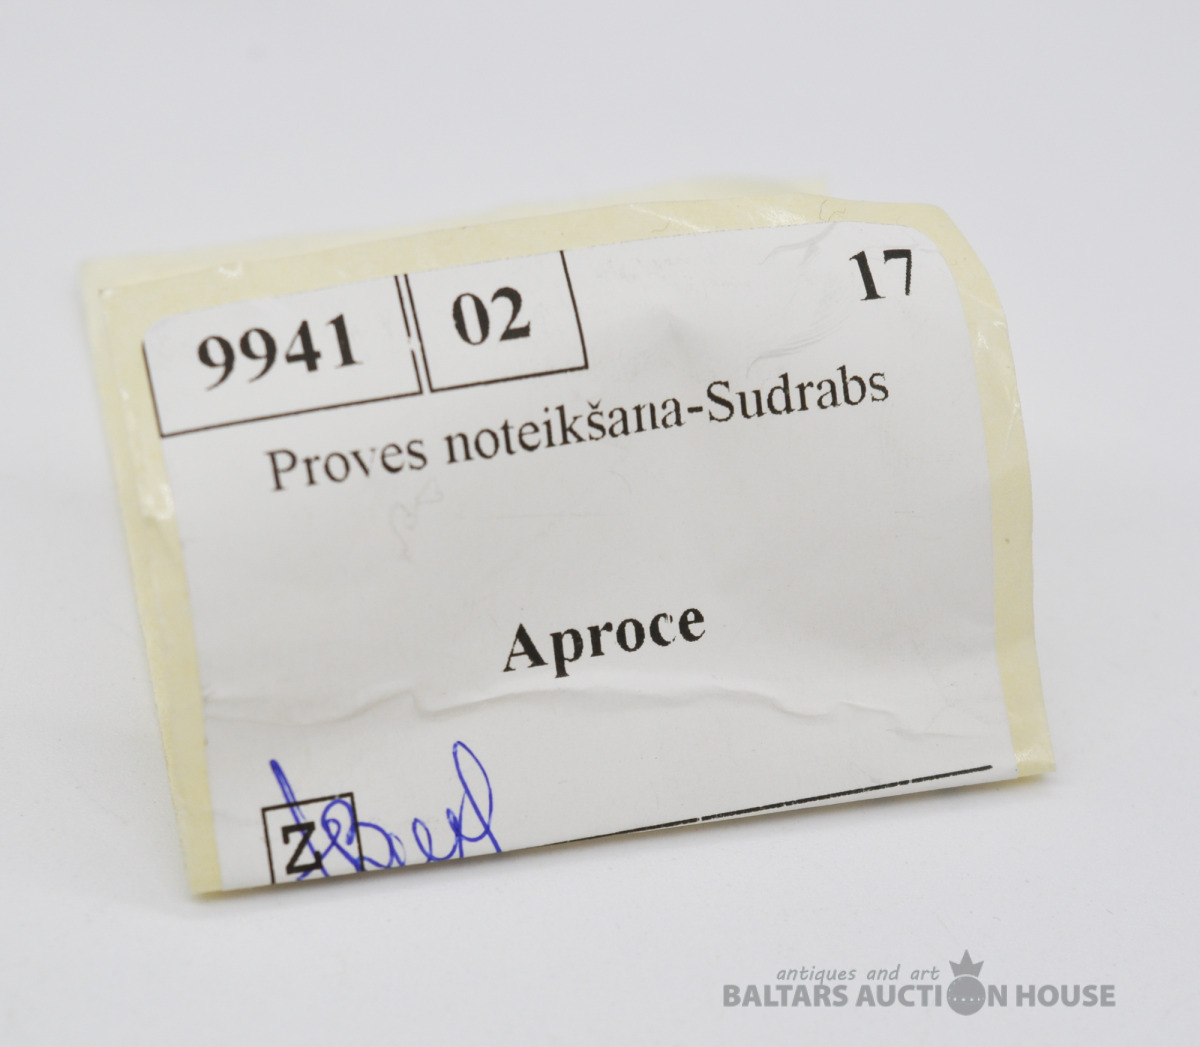 9941 02 17
Proves noteikšana-Sudrabs
Aproce
Z
antiques and art
BALTARS AUCTION HOUSE